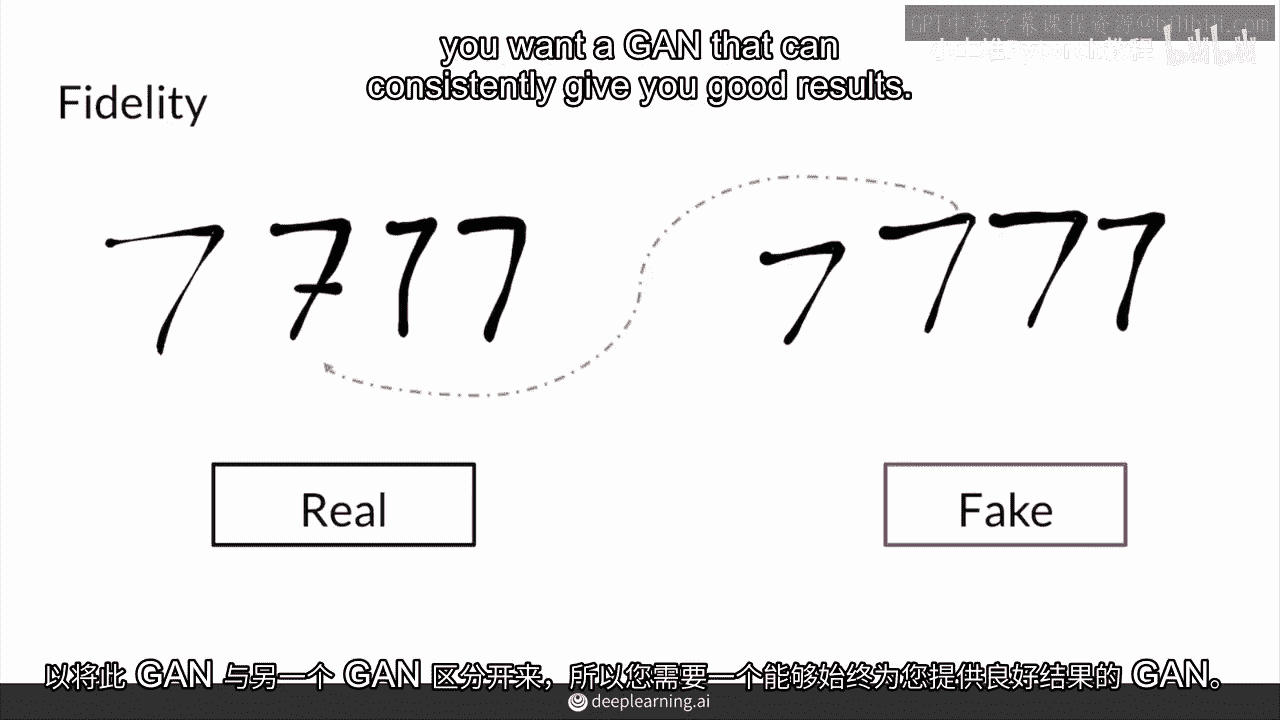 you want a GAN that can
consistently give you good results.
Fidelity
7 7 7 7
7 7 7 7
Real
Fake
以将此 GAN 与另一个 GAN 区分开来，所以您需要一个能够始终为您提供良好结果的 GAN。
deeplearning.ai